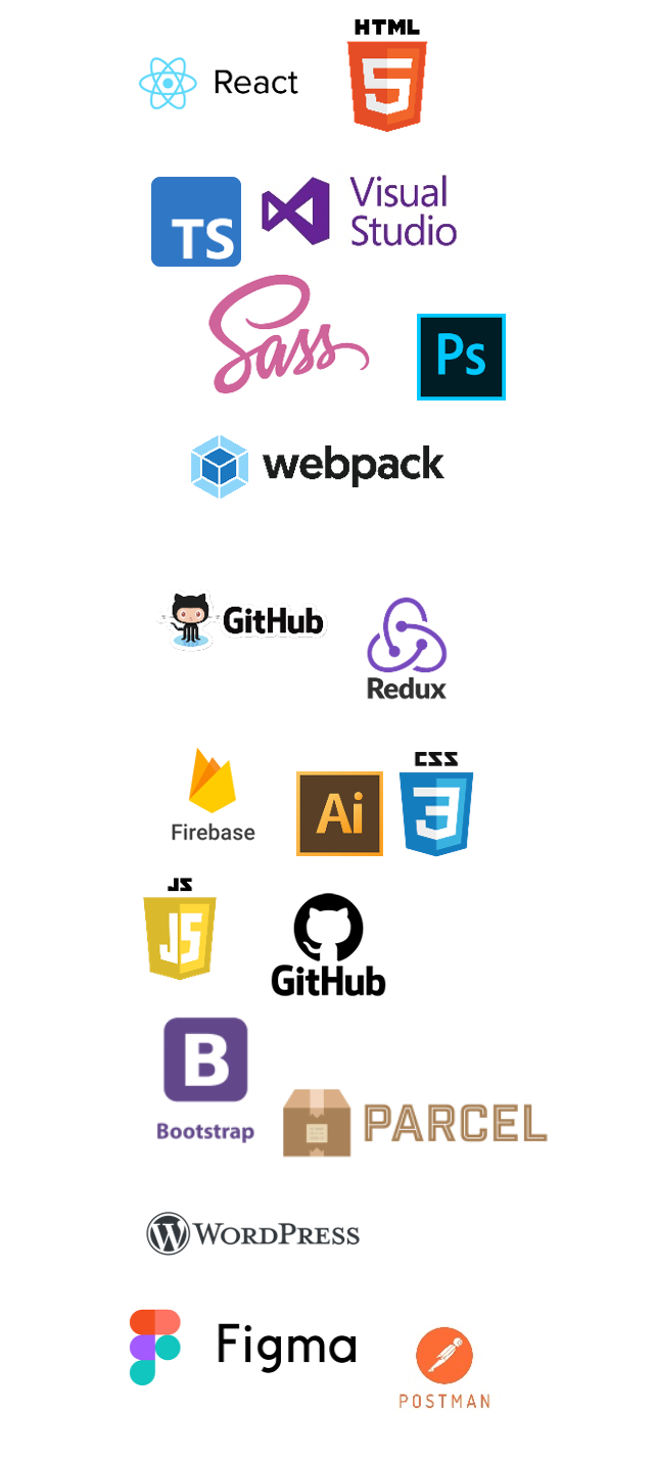 HTML
5
React
TS
Visual
Studio
Sass
Ps
webpack
GitHub
Redux
Firebase
Ai
CSS
3
JS
JS
GitHub
B
Bootstrap
PARCEL
W WORDPRESS
Figma
POSTMAN